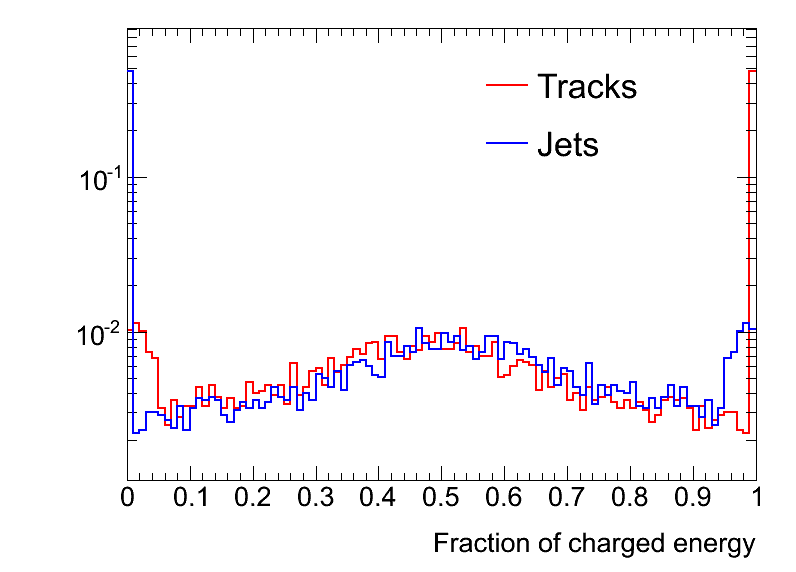 Tracks
Jets
10-1
10-2
0 0.1 0.2 0.3 0.4 0.5 0.6 0.7 0.8 0.9 1
Fraction of charged energy